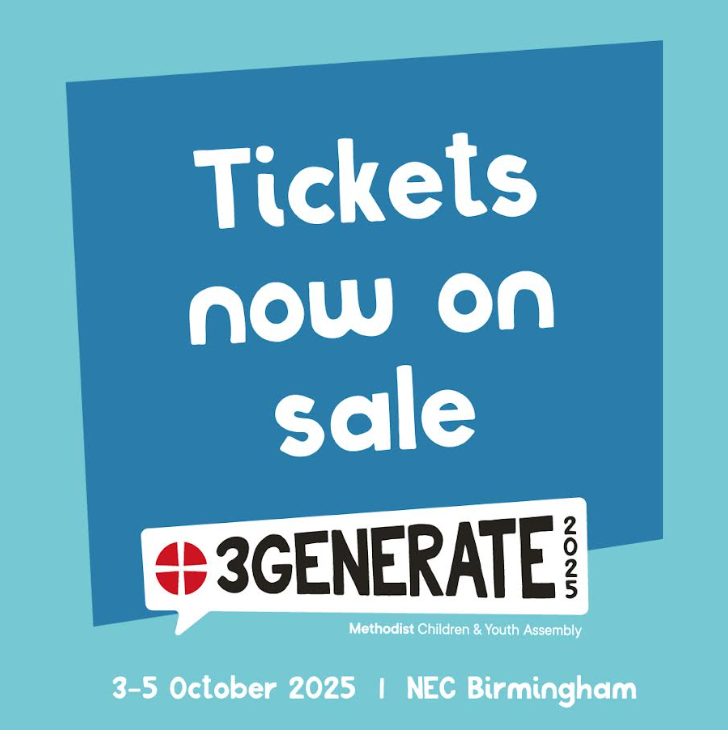 Tickets
now on
sale
3GENERATE 2025
Methodist Children & Youth Assembly
3-5 October 2025 | NEC Birmingham